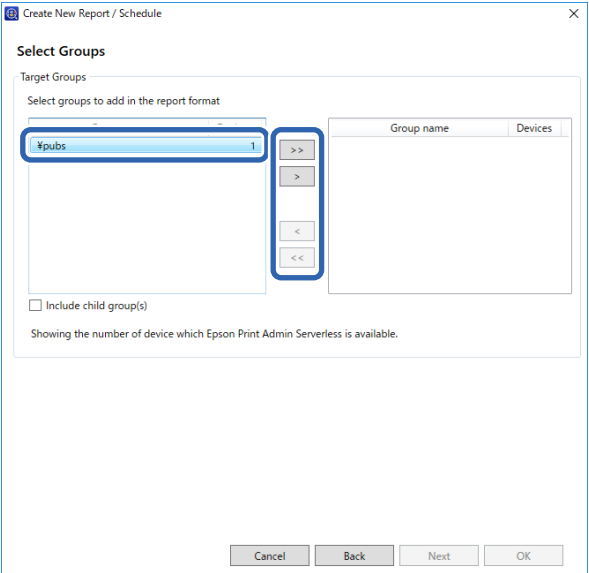 Create New Report / Schedule
Select Groups
Target Groups
Select groups to add in the report format
Group name Devices
¥pubs 1
>>
>
<
<<
Include child group(s)
Showing the number of device which Epson Print Admin Serverless is available.
Cancel Back Next OK